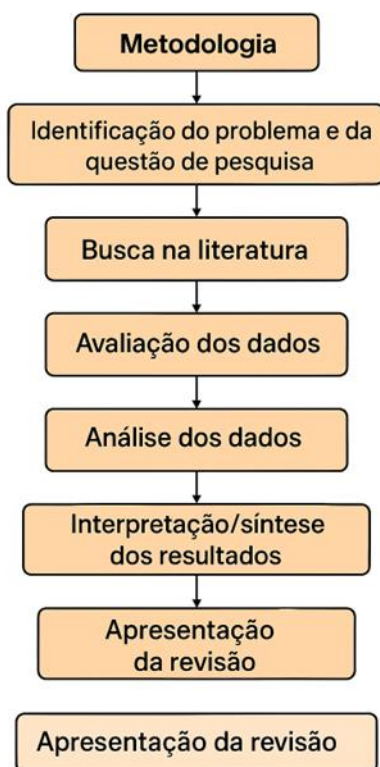 Metodologia
Identificação do problema e da
questão de pesquisa
Busca na literatura
Avaliação dos dados
Análise dos dados
Interpretação/síntese
dos resultados
Apresentação
da revisão
Apresentação da revisão